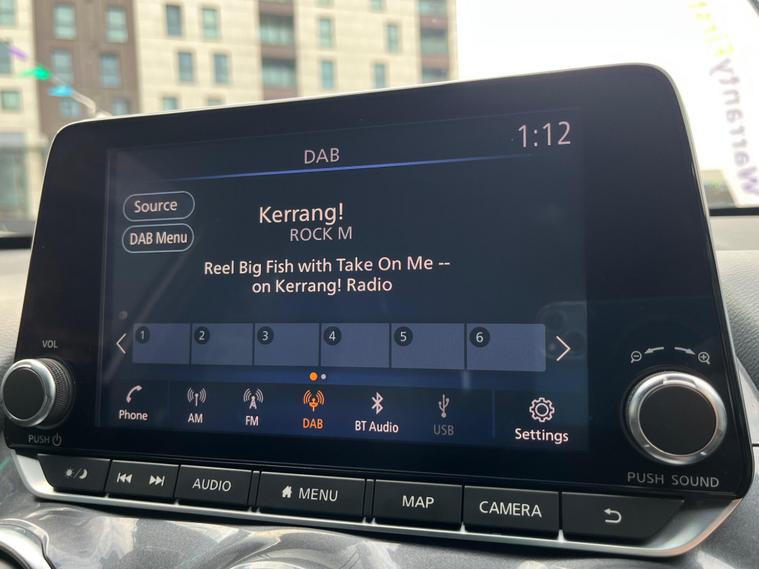 Warranty
DAB
1:12
Source
DAB Menu
Kerrang!
ROCK M
Reel Big Fish with Take On Me --
on Kerrang! Radio
1 2 3 4 5 6
VOL
PUSH
Phone
AM
FM
DAB
BT Audio
USB
Settings
PUSH SOUND
AUDIO
MENU
MAP
CAMERA